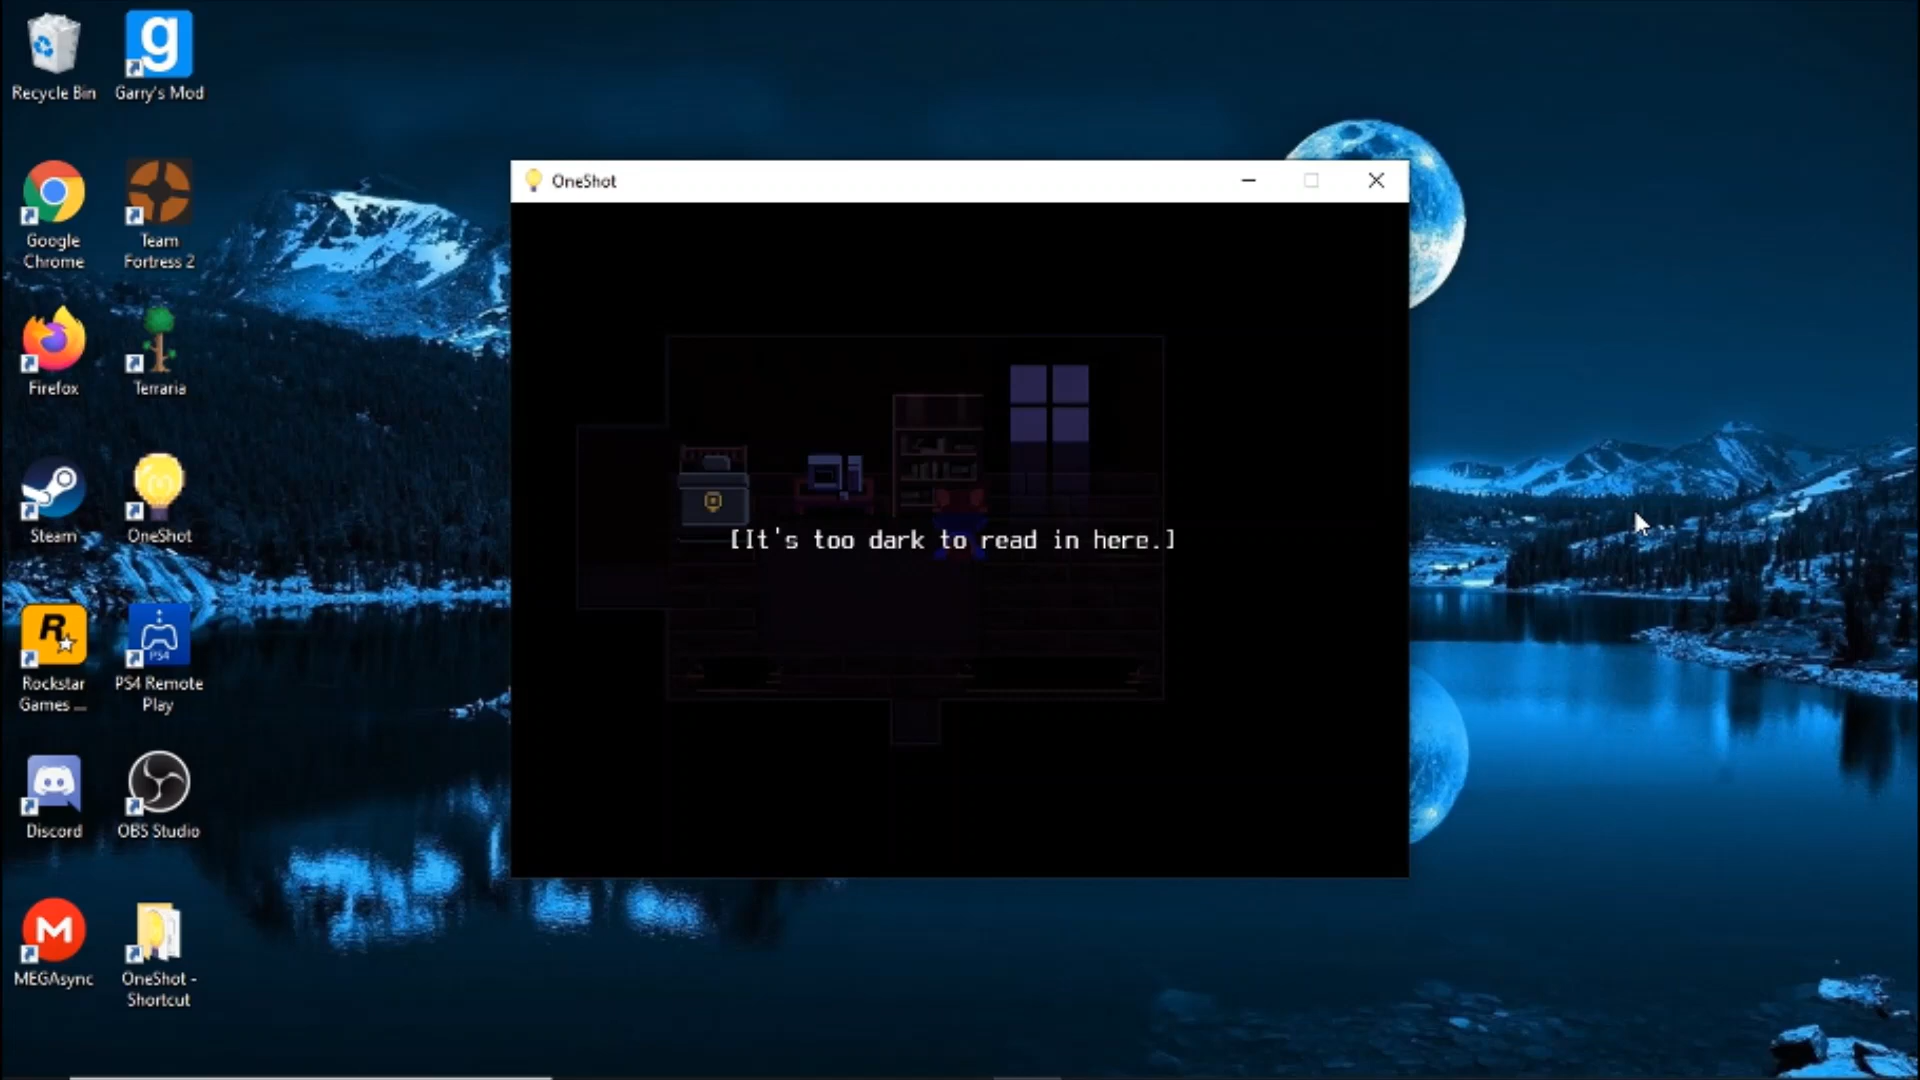 Recycle Bin
Garry's Mod
Google
Chrome
Team
Fortress 2
Firefox
Terraria
Steam
OneShot
Rockstar
Games ...
PS4
PS4 Remote
Play
Discord
OBS Studio
MEGAsync
OneShot -
Shortcut
OneShot
[It's too dark to read in here.]